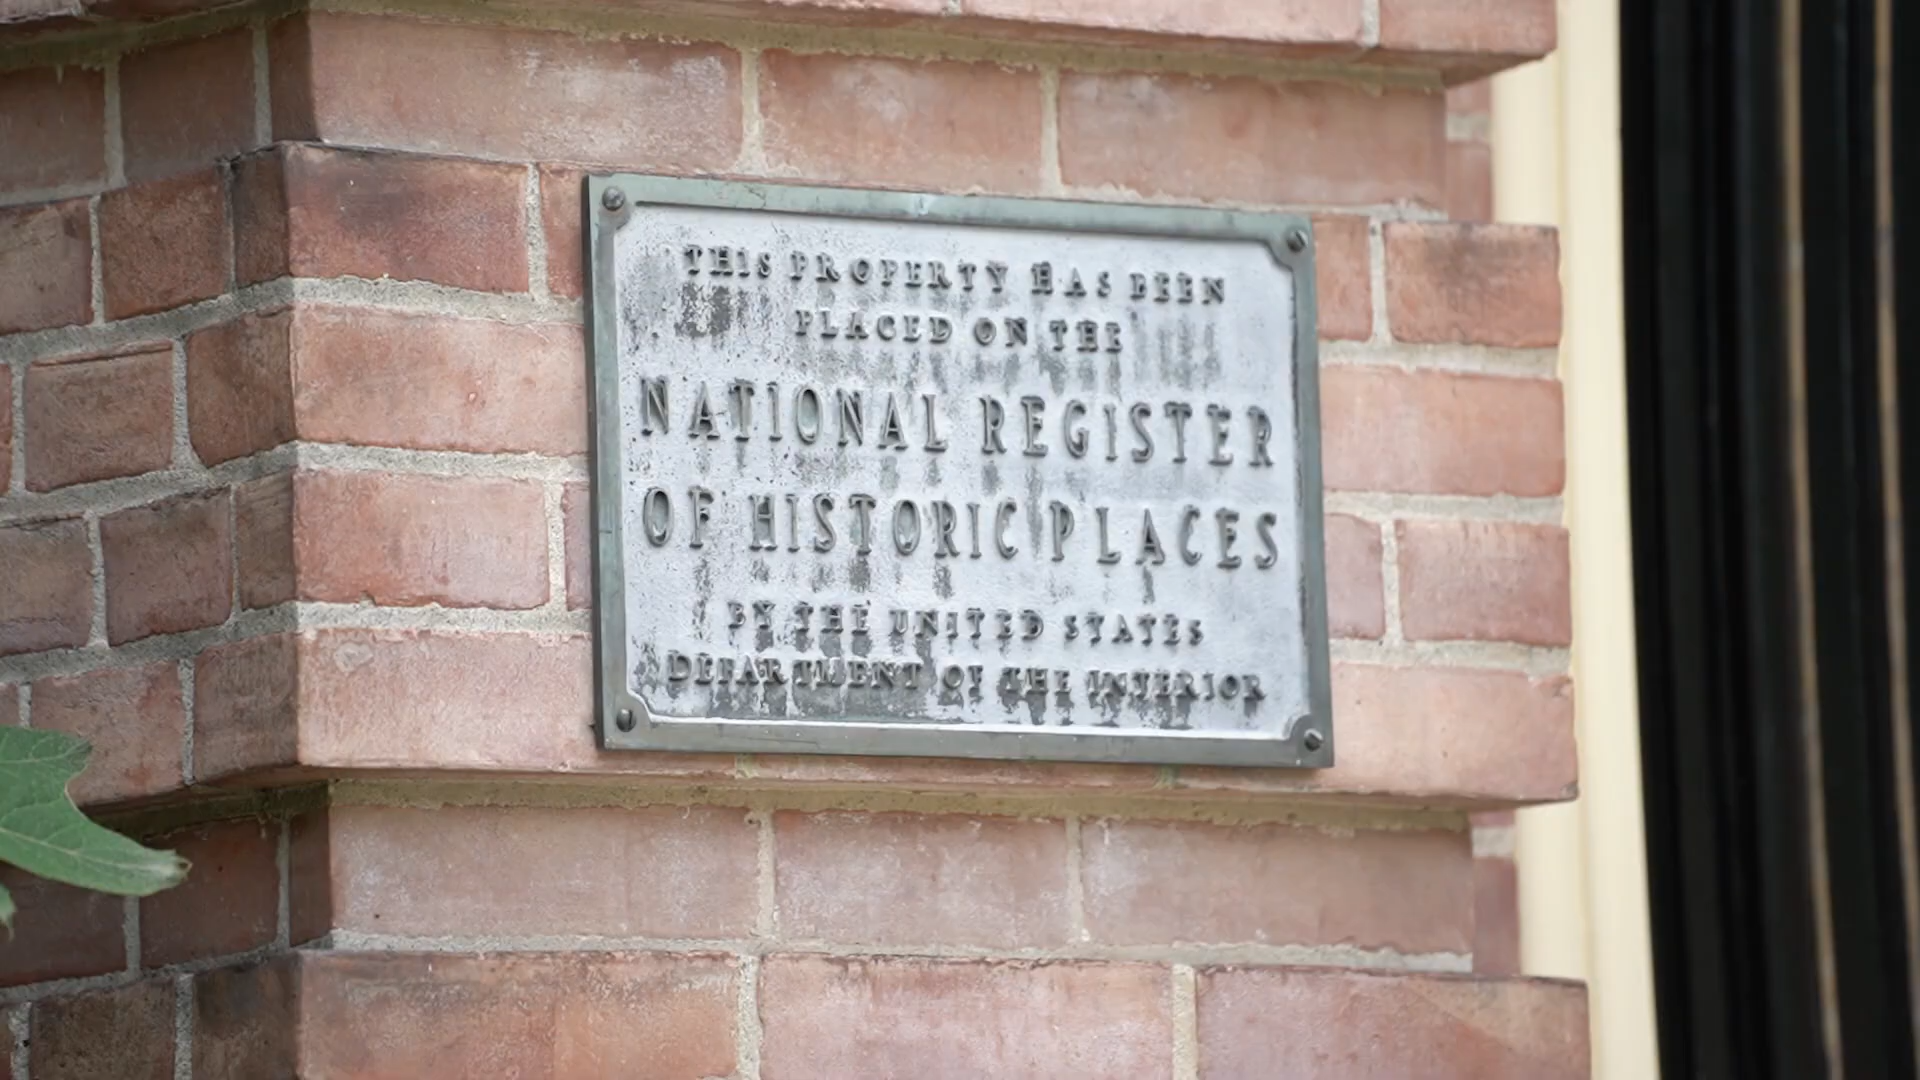 THIS PROPERTY HAS BEEN
PLACED ON THE
NATIONAL REGISTER
OF HISTORIC PLACES
BY THE UNITED STATES
DEPARTMENT OF THE INTERIOR